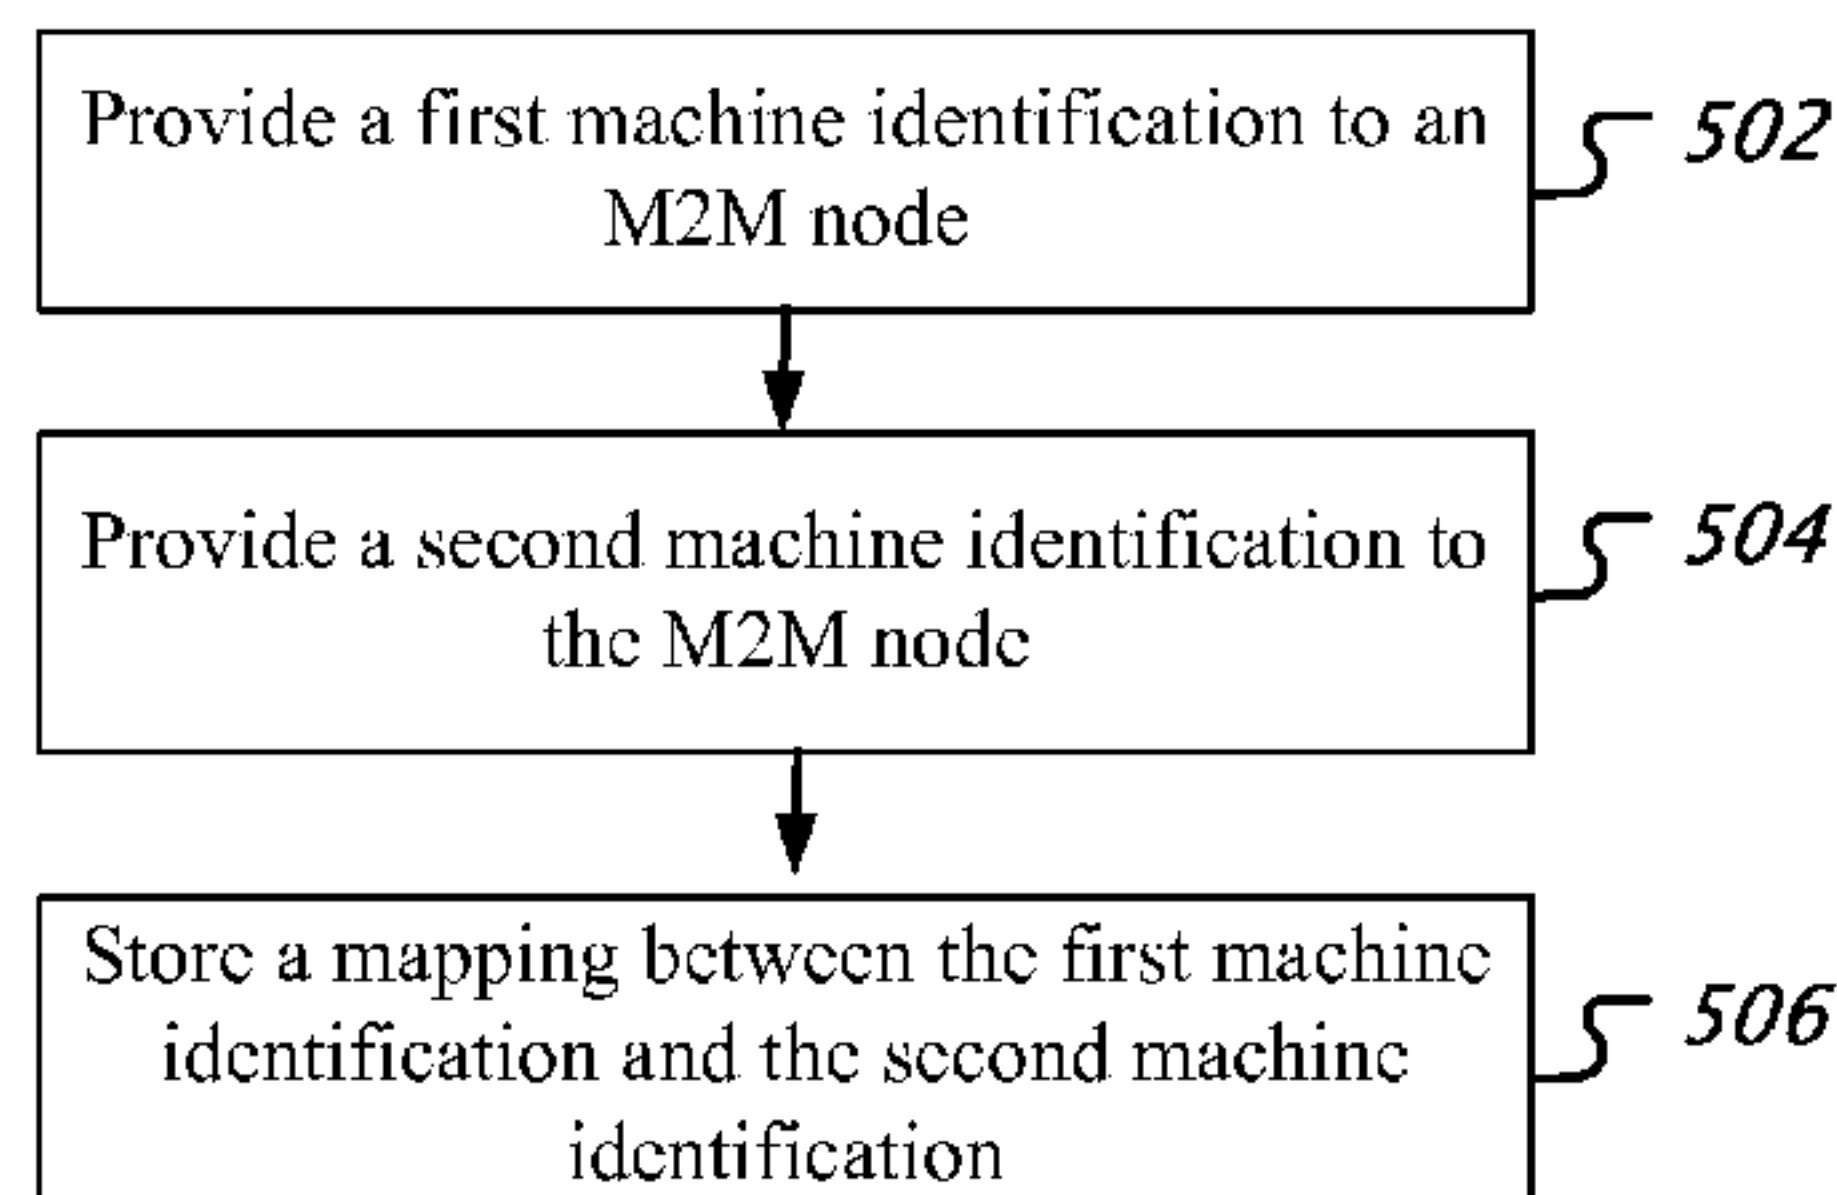 Provide a first machine identification to an
M2M node
502
Provide a second machine identification to
the M2M node
504
Store a mapping between the first machine
identification and the second machine
identification
506